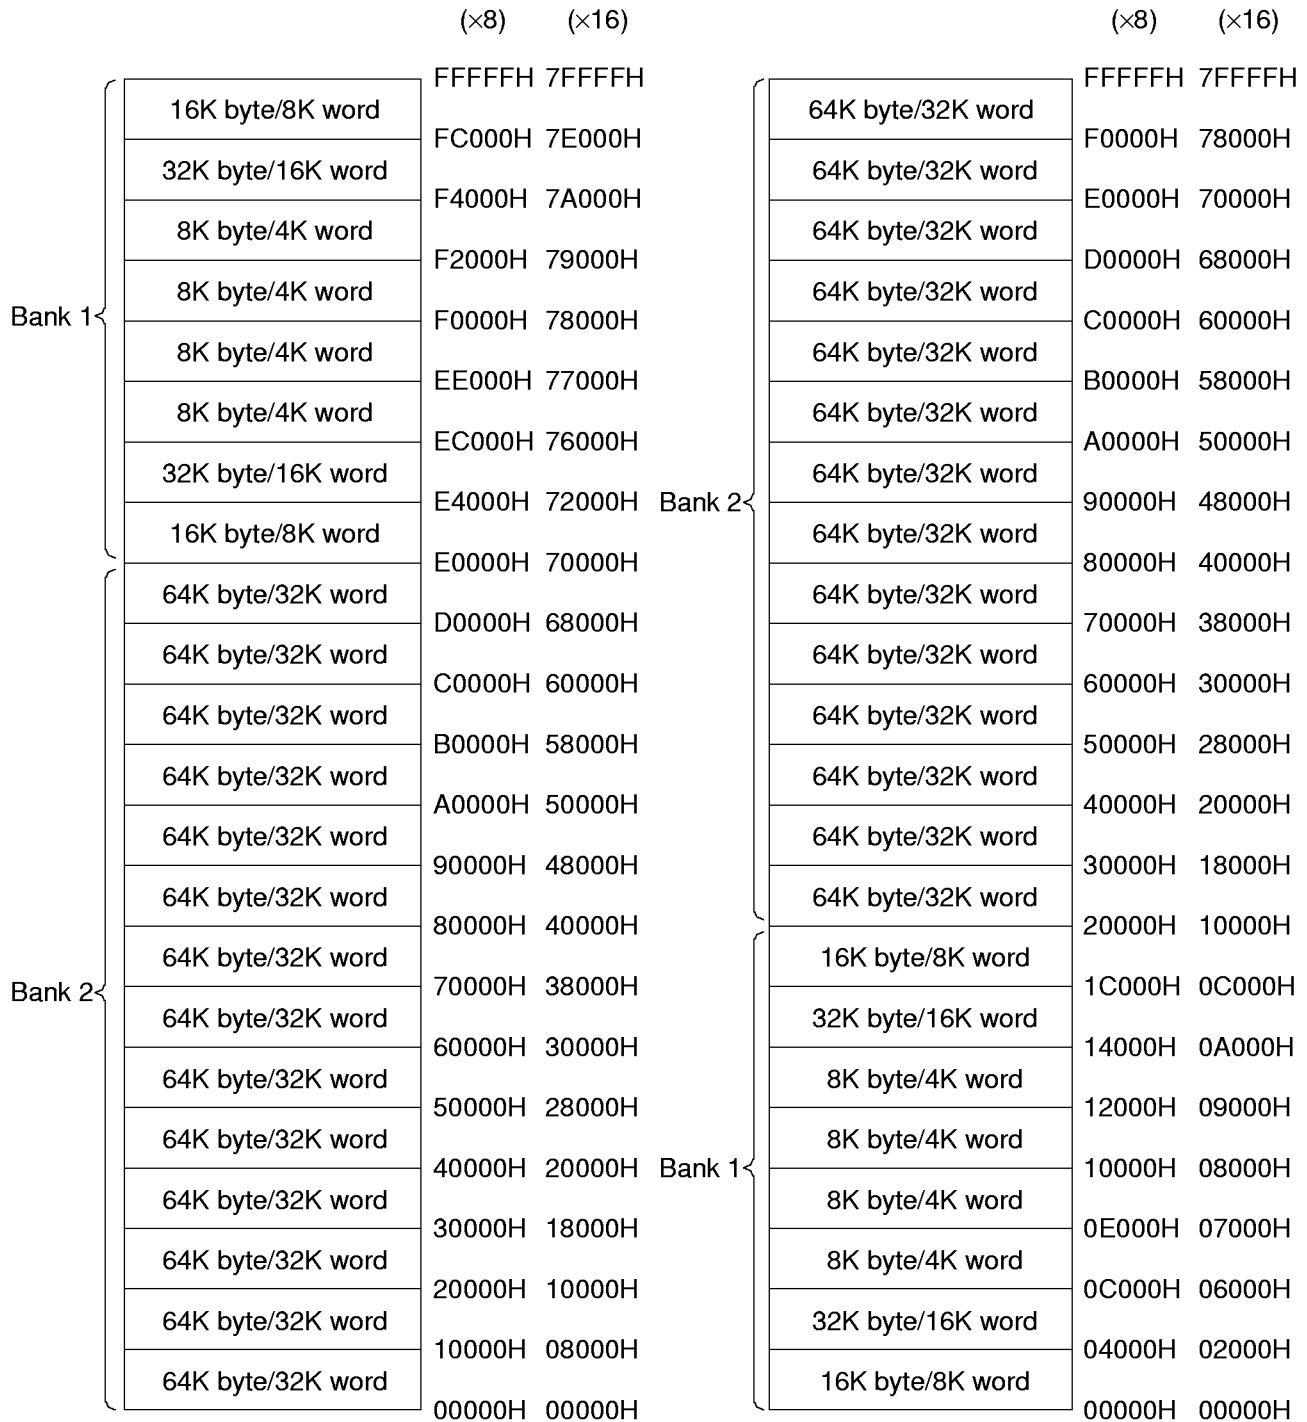 (×8) (×16)
FFFFFH 7FFFFH
16K byte/8K word
FC000H 7E000H
32K byte/16K word
F4000H 7A000H
8K byte/4K word
F2000H 79000H
8K byte/4K word
Bank 1
F0000H 78000H
8K byte/4K word
EE000H 77000H
8K byte/4K word
EC000H 76000H
32K byte/16K word
E4000H 72000H
16K byte/8K word
E0000H 70000H
64K byte/32K word
D0000H 68000H
64K byte/32K word
C0000H 60000H
64K byte/32K word
B0000H 58000H
64K byte/32K word
A0000H 50000H
64K byte/32K word
90000H 48000H
64K byte/32K word
80000H 40000H
64K byte/32K word
Bank 2
70000H 38000H
64K byte/32K word
60000H 30000H
64K byte/32K word
50000H 28000H
64K byte/32K word
40000H 20000H
64K byte/32K word
30000H 18000H
64K byte/32K word
20000H 10000H
64K byte/32K word
10000H 08000H
64K byte/32K word
00000H 00000H
(×8) (×16)
FFFFFH 7FFFFH
64K byte/32K word
F0000H 78000H
64K byte/32K word
E0000H 70000H
64K byte/32K word
D0000H 68000H
64K byte/32K word
C0000H 60000H
64K byte/32K word
B0000H 58000H
64K byte/32K word
A0000H 50000H
64K byte/32K word
Bank 2
90000H 48000H
64K byte/32K word
80000H 40000H
64K byte/32K word
70000H 38000H
64K byte/32K word
60000H 30000H
64K byte/32K word
50000H 28000H
64K byte/32K word
40000H 20000H
64K byte/32K word
30000H 18000H
64K byte/32K word
20000H 10000H
16K byte/8K word
1C000H 0C000H
32K byte/16K word
14000H 0A000H
8K byte/4K word
12000H 09000H
8K byte/4K word
Bank 1
10000H 08000H
8K byte/4K word
0E000H 07000H
8K byte/4K word
0C000H 06000H
32K byte/16K word
04000H 02000H
16K byte/8K word
00000H 00000H